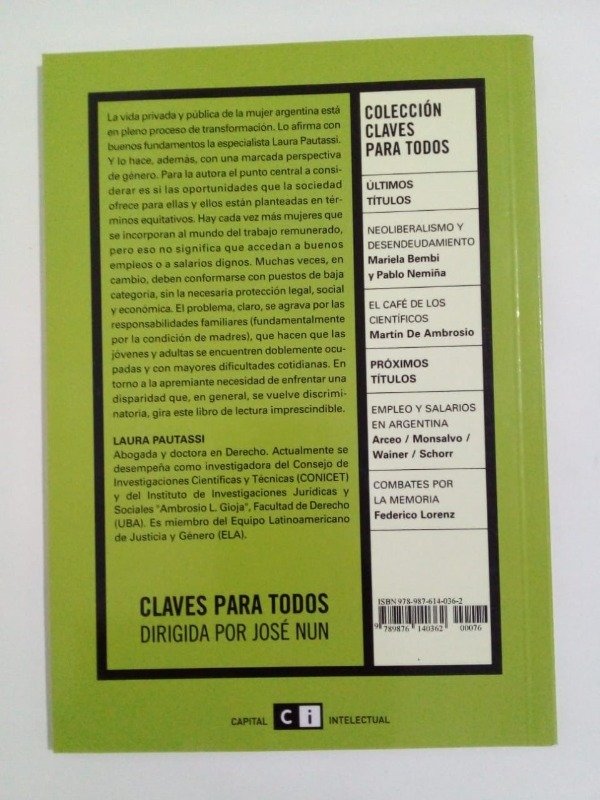 La vida privada y pública de la mujer argentina está
en pleno proceso de transformación. Lo afirma con
buenos fundamentos la especialista Laura Pautassi.
Y lo hace, además, con una marcada perspectiva
de género. Para la autora el punto central a consi-
derar es si las oportunidades que la sociedad
ofrece para ellas y ellos están planteadas en tér-
minos equitativos. Hay cada vez más mujeres que
se incorporan al mundo del trabajo remunerado,
pero eso no significa que accedan a buenos
empleos o a salarios dignos. Muchas veces, en
cambio, deben conformarse con puestos de baja
categoría, sin la necesaria protección legal, social
y económica. El problema, claro, se agrava por las
responsabilidades familiares (fundamentalmente
por la condición de madres), que hacen que las
jóvenes y adultas se encuentren doblemente ocu-
padas y con mayores dificultades cotidianas. En
torno a la apremiante necesidad de enfrentar una
disparidad que, en general, se vuelve discrimi-
natoria, gira este libro de lectura imprescindible.
LAURA PAUTASSI
Abogada y doctora en Derecho. Actualmente se
desempeña como investigadora del Consejo de
Investigaciones Científicas y Técnicas (CONICET)
y del Instituto de Investigaciones Jurídicas y
Sociales "Ambrosio L. Gioja", Facultad de Derecho
(UBA). Es miembro del Equipo Latinoamericano
de Justicia y Género (ELA).
CLAVES PARA TODOS
DIRIGIDA POR JOSÉ NUN
COLECCIÓN
CLAVES
PARA TODOS
ÚLTIMOS
TÍTULOS
NEOLIBERALISMO Y
DESENDEUDAMIENTO
Mariela Bembi
y Pablo Nemiña
EL CAFÉ DE LOS
CIENTÍFICOS
Martín De Ambrosio
PRÓXIMOS
TÍTULOS
EMPLEO Y SALARIOS
EN ARGENTINA
Arceo / Monsalvo /
Wainer / Schorr
COMBATES POR
LA MEMORIA
Federico Lorenz
ISBN 978-987-614-036-2
9 789876 140362 00076
CAPITAL Ci INTELECTUAL